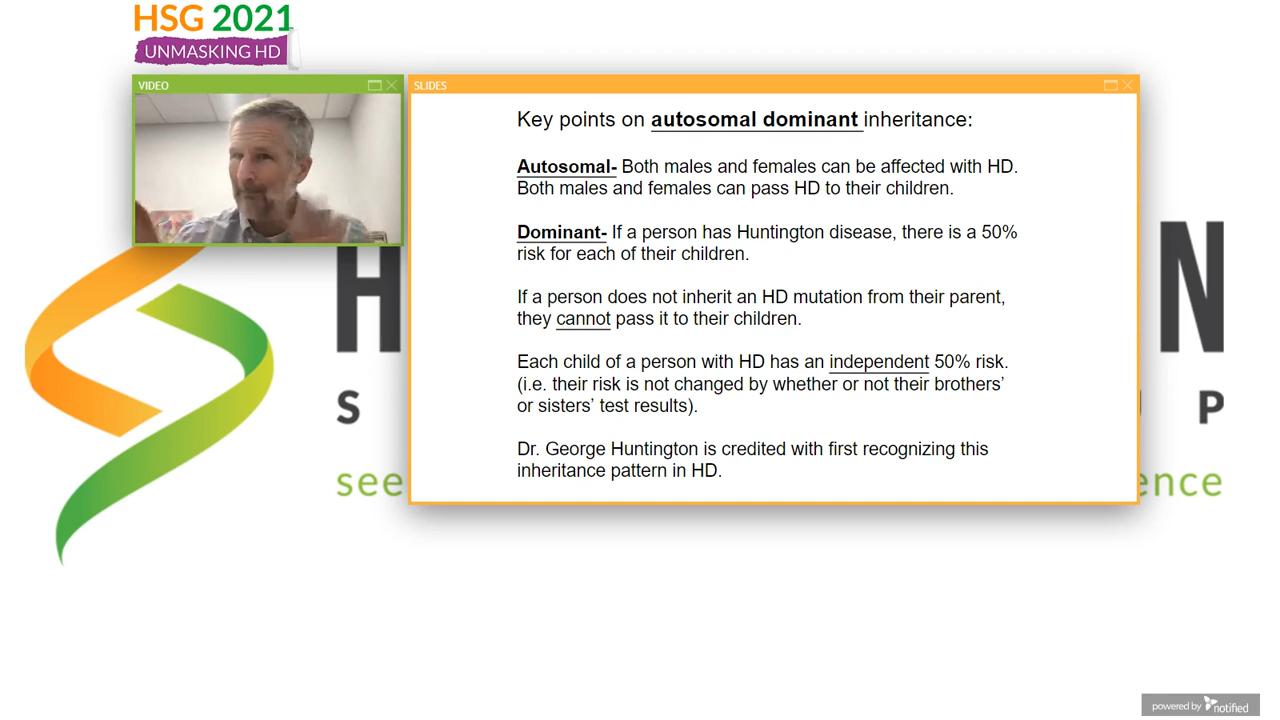 HSG 2021
UNMASKING HD
VIDEO
SLIDES
Key points on autosomal dominant inheritance:
Autosomal- Both males and females can be affected with HD.
Both males and females can pass HD to their children.
Dominant- If a person has Huntington disease, there is a 50%
risk for each of their children.
If a person does not inherit an HD mutation from their parent,
they cannot pass it to their children.
Each child of a person with HD has an independent 50% risk.
(i.e. their risk is not changed by whether or not their brothers’
or sisters’ test results).
Dr. George Huntington is credited with first recognizing this
inheritance pattern in HD.
H N
S U P
see ence
powered by notified